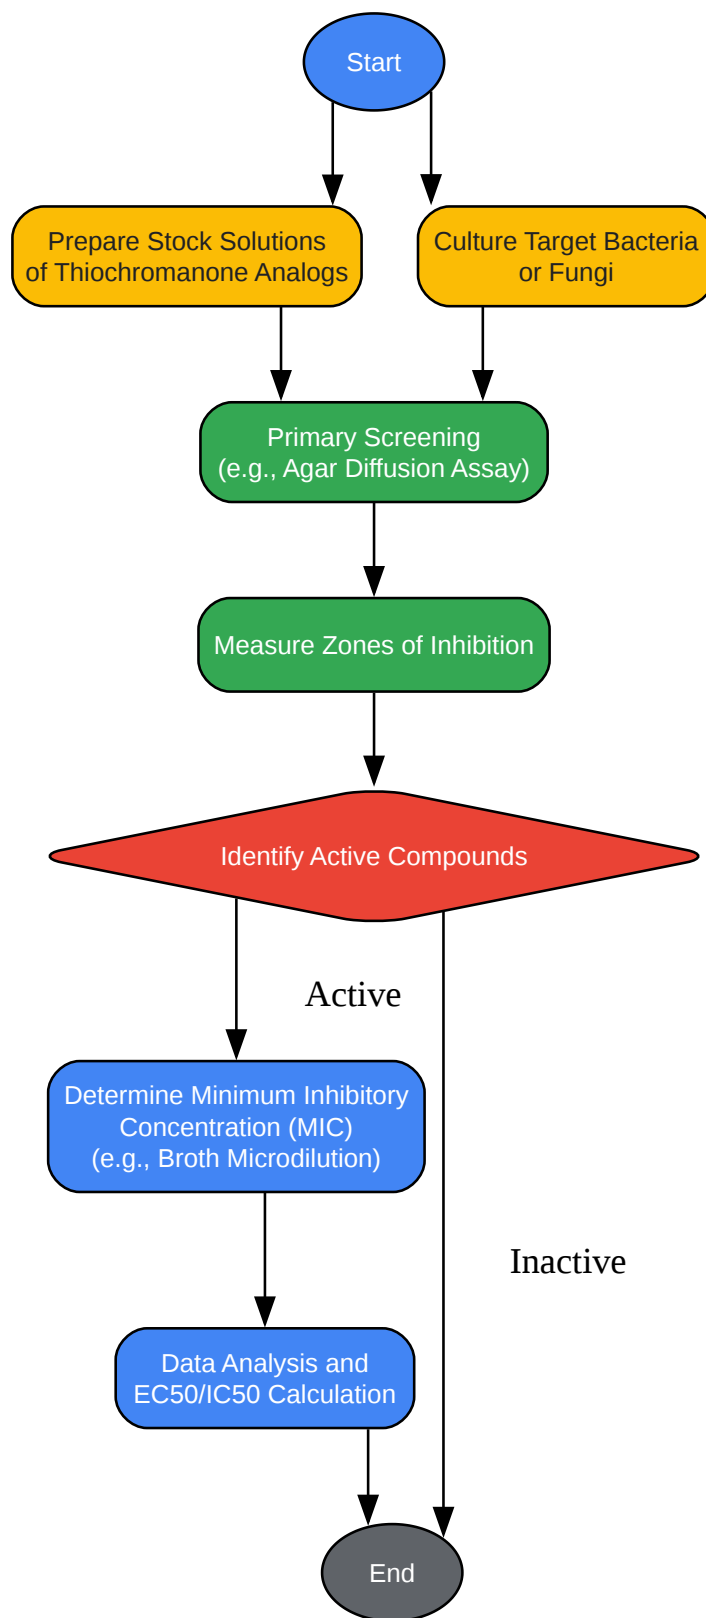 Start
Prepare Stock Solutions
of Thiochromanone Analogs
Culture Target Bacteria
or Fungi
Primary Screening
(e.g., Agar Diffusion Assay)
Measure Zones of Inhibition
Identify Active Compounds
Active
Determine Minimum Inhibitory
Concentration (MIC)
(e.g., Broth Microdilution)
Inactive
Data Analysis and
EC50/IC50 Calculation
End